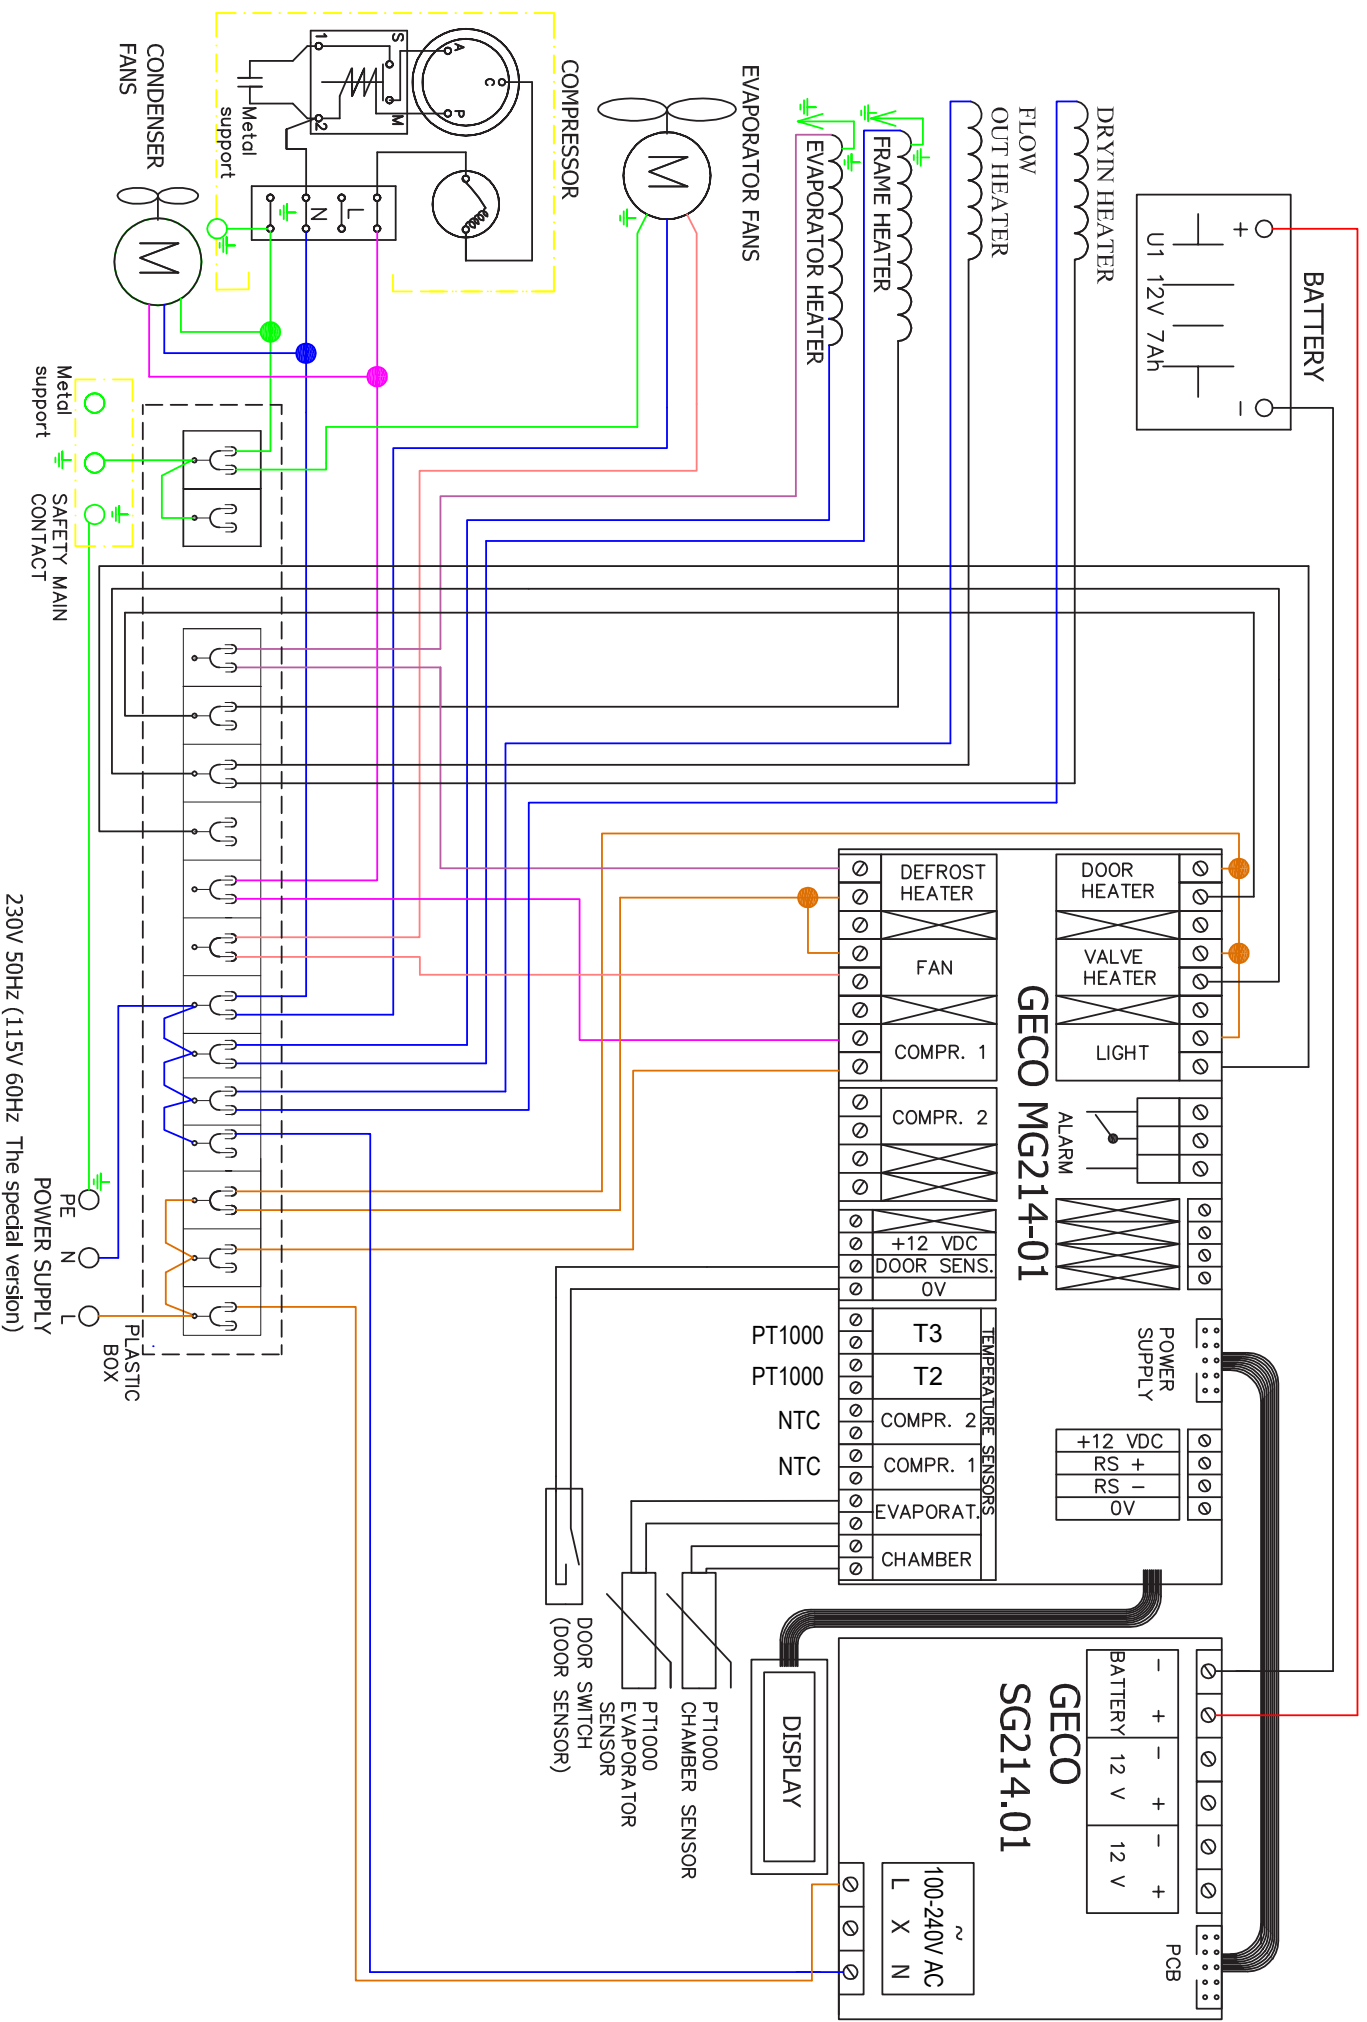 BATTERY
+
−
U1 12V 7Ah
DRYIN HEATER
FLOW
OUT HEATER
FRAME HEATER
EVAPORATOR HEATER
EVAPORATOR FANS
M
COMPRESSOR
A
C
P
S
M
1
2
Metal
support
N
L
CONDENSER
FANS
M
Metal
support
SAFETY MAIN
CONTACT
PE
N
L
POWER SUPPLY
230V 50Hz (115V 60Hz The special version)
PLASTIC
BOX
GECO MG214-01
DOOR
HEATER
VALVE
HEATER
LIGHT
ALARM
POWER
SUPPLY
+12 VDC
RS +
RS −
0V
DEFROST
HEATER
FAN
COMPR. 1
COMPR. 2
+12 VDC
DOOR SENS.
0V
TEMPERATURE SENSORS
T3
T2
COMPR. 2
COMPR. 1
EVAPORAT.
CHAMBER
PT1000
PT1000
NTC
NTC
DOOR SWITCH
(DOOR SENSOR)
PT1000
EVAPORATOR
SENSOR
PT1000
CHAMBER SENSOR
DISPLAY
GECO
SG214.01
BATTERY
− +
12 V
− +
12 V
− +
PCB
~
100-240V AC
L X N